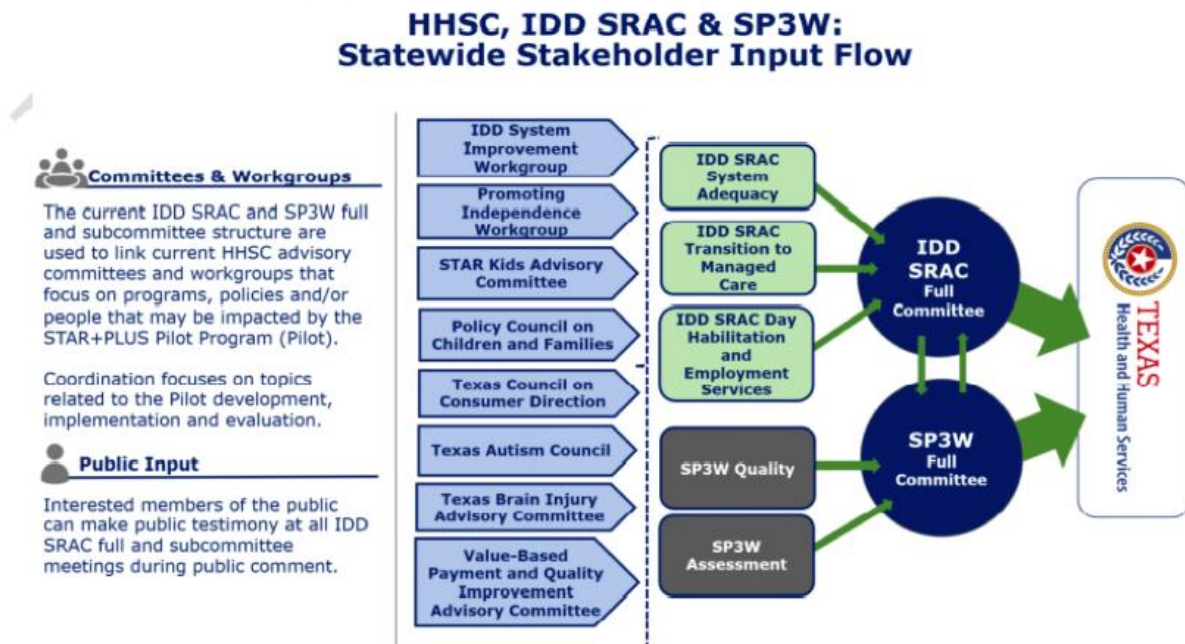 HHSC, IDD SRAC & SP3W:
Statewide Stakeholder Input Flow
Committees & Workgroups
The current IDD SRAC and SP3W full
and subcommittee structure are
used to link current HHSC advisory
committees and workgroups that
focus on programs, policies and/or
people that may be impacted by the
STAR+PLUS Pilot Program (Pilot).
Coordination focuses on topics
related to the Pilot development,
implementation and evaluation.
Public Input
Interested members of the public
can make public testimony at all IDD
SRAC full and subcommittee
meetings during public comment.
IDD System
Improvement
Workgroup
Promoting
Independence
Workgroup
STAR Kids Advisory
Committee
Policy Council on
Children and Families
Texas Council on
Consumer Direction
Texas Autism Council
Texas Brain Injury
Advisory Committee
Value-Based
Payment and Quality
Improvement
Advisory Committee
IDD SRAC
System
Adequacy
IDD SRAC
Transition to
Managed
Care
IDD SRAC Day
Habilitation
and
Employment
Services
SP3W Quality
SP3W
Assessment
IDD
SRAC
Full
Committee
SP3W
Full
Committee
TEXAS
Health and Human Services